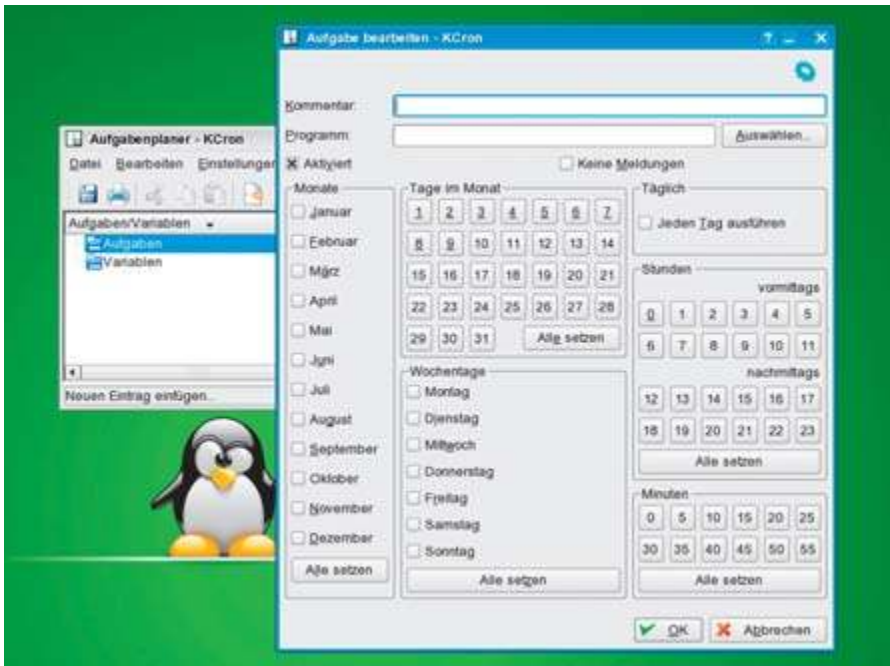 Aufgabe bearbeiten - KCron
Kommentar:
Programm:
Auswählen...
Aktiviert
Keine Meldungen
Monate
Januar
Februar
März
April
Mai
Juni
Juli
August
September
Oktober
November
Dezember
Alle setzen
Tage im Monat
1 2 3 4 5 6 7
8 9 10 11 12 13 14
15 16 17 18 19 20 21
22 23 24 25 26 27 28
29 30 31 Alle setzen
Wochentage
Montag
Dienstag
Mittwoch
Donnerstag
Freitag
Samstag
Sonntag
Alle setzen
Täglich
Jeden Tag ausführen
Stunden
vormittags
0 1 2 3 4 5
6 7 8 9 10 11
nachmittags
12 13 14 15 16 17
18 19 20 21 22 23
Alle setzen
Minuten
0 5 10 15 20 25
30 35 40 45 50 55
Alle setzen
OK
Abbrechen
Aufgabenplaner - KCron
Datei Bearbeiten Einstellungen
Aufgaben/Variablen
Aufgaben
Variablen
Neuen Eintrag einfügen...